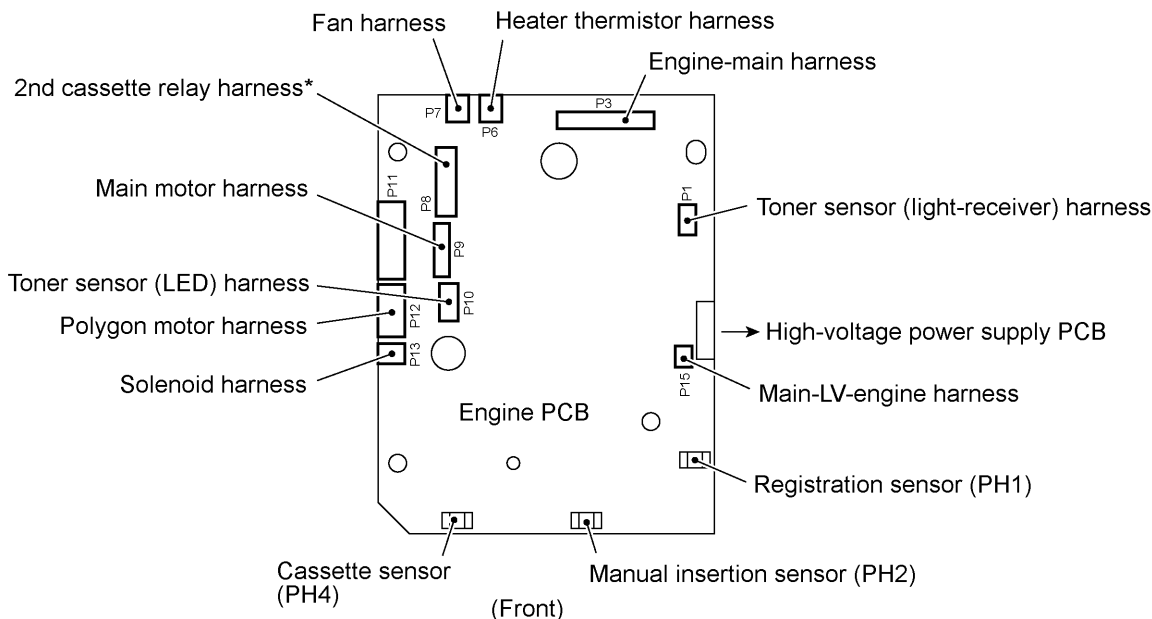 Fan harness
Heater thermistor harness
Engine-main harness
2nd cassette relay harness*
P7
P6
P3
Main motor harness
P11
P8
P1
Toner sensor (light-receiver) harness
P9
Toner sensor (LED) harness
P10
Polygon motor harness
P12
High-voltage power supply PCB
P13
Solenoid harness
P15
Main-LV-engine harness
Engine PCB
Registration sensor (PH1)
Cassette sensor
(PH4)
Manual insertion sensor (PH2)
(Front)